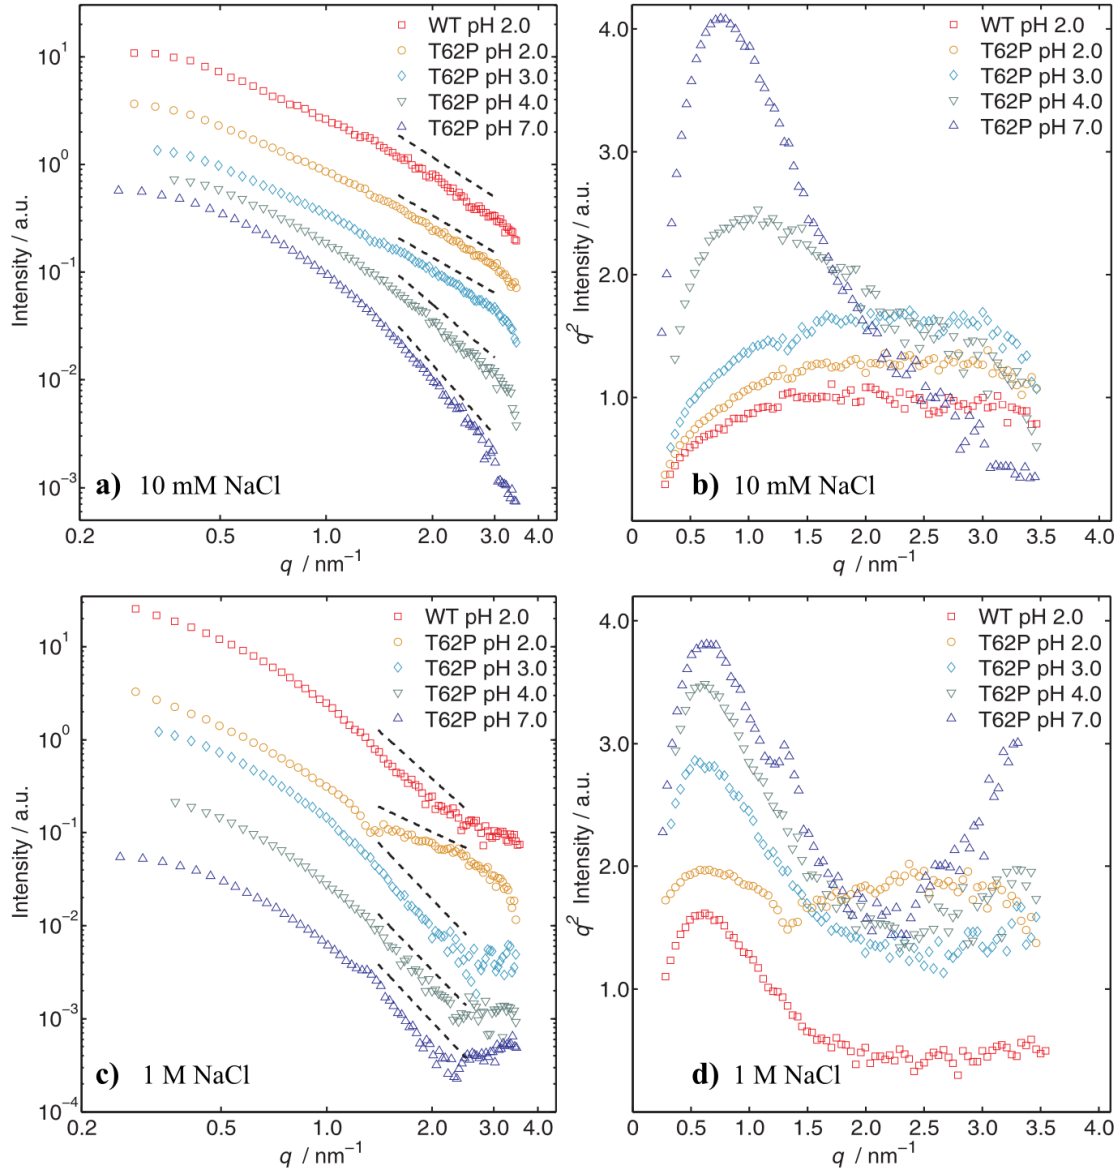 Intensity / a.u.
10^1
10^0
10^-1
10^-2
10^-3
WT pH 2.0
T62P pH 2.0
T62P pH 3.0
T62P pH 4.0
T62P pH 7.0
a) 10 mM NaCl
0.2 0.5 1.0 2.0 3.0 4.0
q / nm^-1
q^2 Intensity / a.u.
4.0
3.0
2.0
1.0
WT pH 2.0
T62P pH 2.0
T62P pH 3.0
T62P pH 4.0
T62P pH 7.0
b) 10 mM NaCl
0 0.5 1.0 1.5 2.0 2.5 3.0 3.5 4.0
q / nm^-1
Intensity / a.u.
10^1
10^0
10^-1
10^-2
10^-3
10^-4
WT pH 2.0
T62P pH 2.0
T62P pH 3.0
T62P pH 4.0
T62P pH 7.0
c) 1 M NaCl
0.2 0.5 1.0 2.0 3.0 4.0
q / nm^-1
q^2 Intensity / a.u.
4.0
3.0
2.0
1.0
WT pH 2.0
T62P pH 2.0
T62P pH 3.0
T62P pH 4.0
T62P pH 7.0
d) 1 M NaCl
0 0.5 1.0 1.5 2.0 2.5 3.0 3.5 4.0
q / nm^-1